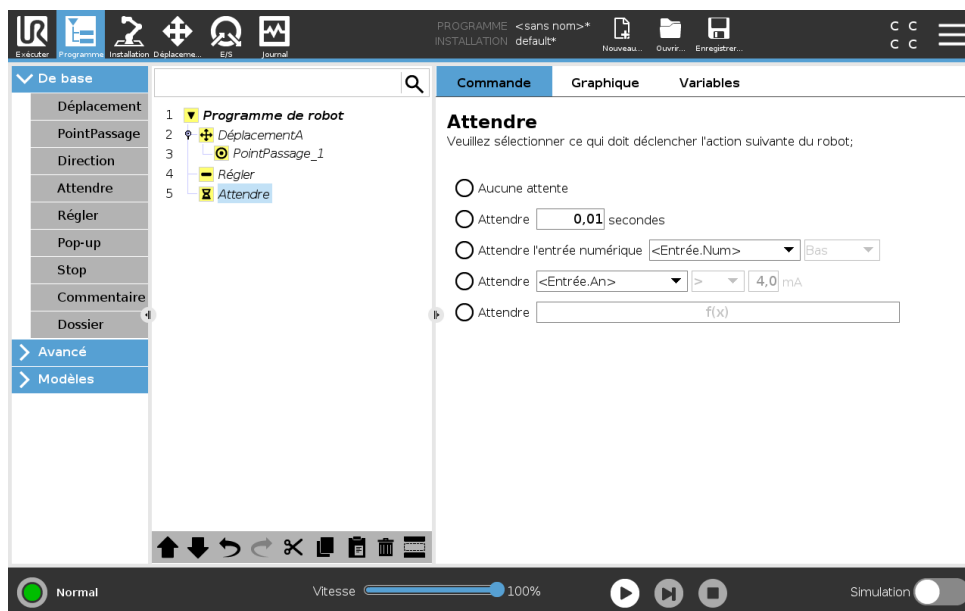 PROGRAMME <sans nom>*
INSTALLATION default*
Exécuter
Programme
Installation
Déplaceme...
E/S
Journal
Nouveau...
Ouvrir...
Enregistrer...
C C
C C
De base
Déplacement
PointPassage
Direction
Attendre
Régler
Pop-up
Stop
Commentaire
Dossier
Avancé
Modèles
1 Programme de robot
2 DéplacementA
3 PointPassage_1
4 Régler
5 Attendre
Commande Graphique Variables
Attendre
Veuillez sélectionner ce qui doit déclencher l'action suivante du robot;
Aucune attente
Attendre 0,01 secondes
Attendre l'entrée numérique <Entrée.Num> Bas
Attendre <Entrée.An> > 4,0 mA
Attendre f(x)
Normal
Vitesse 100%
Simulation